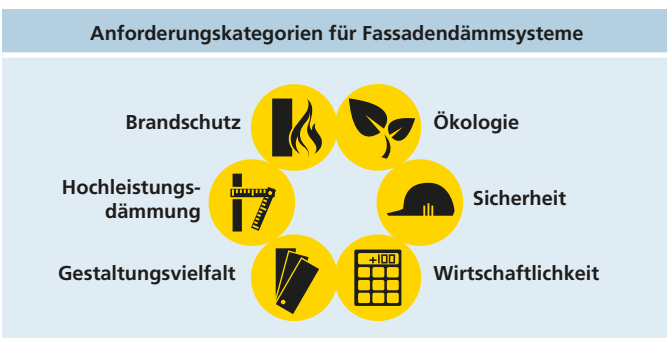 Anforderungskategorien für Fassadendämmsysteme
Brandschutz
Ökologie
Hochleistungs-
dämmung
Sicherheit
Gestaltungsvielfalt
Wirtschaftlichkeit
+100